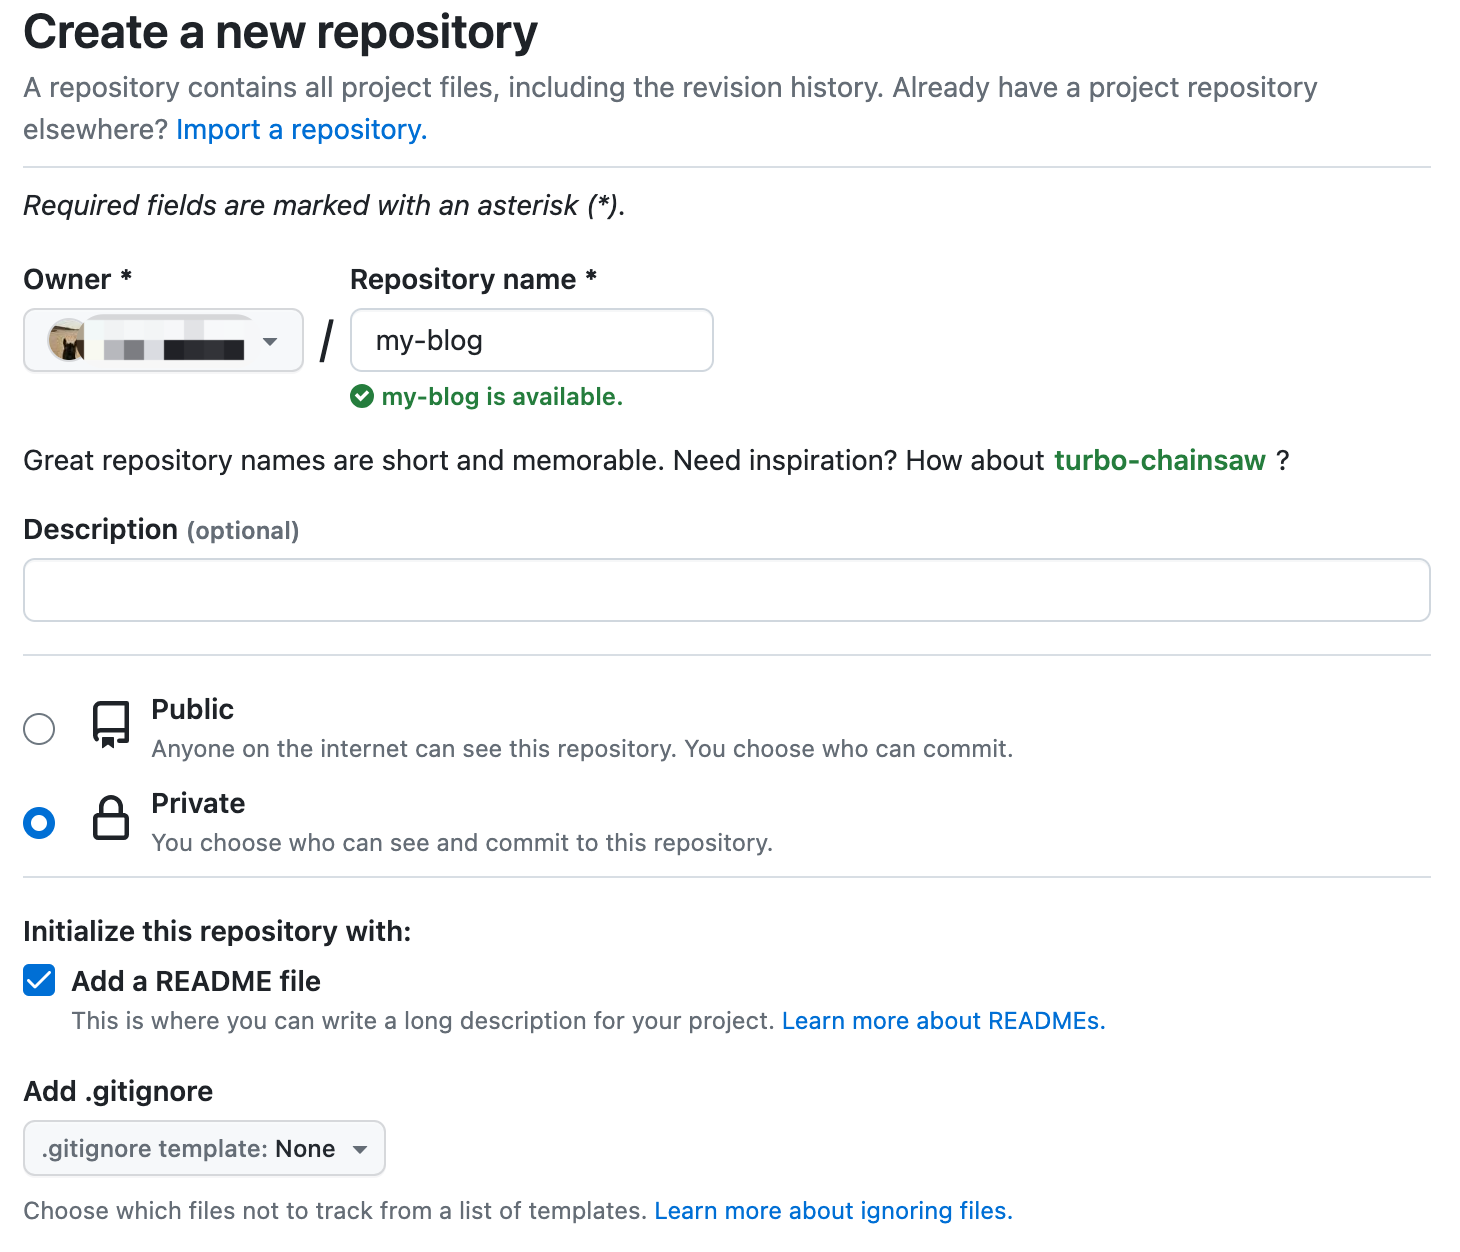 Create a new repository
A repository contains all project files, including the revision history. Already have a project repository
elsewhere? Import a repository.
Required fields are marked with an asterisk (*).
Owner *
Repository name *
/
my-blog
my-blog is available.
Great repository names are short and memorable. Need inspiration? How about turbo-chainsaw ?
Description (optional)
Public
Anyone on the internet can see this repository. You choose who can commit.
Private
You choose who can see and commit to this repository.
Initialize this repository with:
Add a README file
This is where you can write a long description for your project. Learn more about READMEs.
Add .gitignore
.gitignore template: None
Choose which files not to track from a list of templates. Learn more about ignoring files.